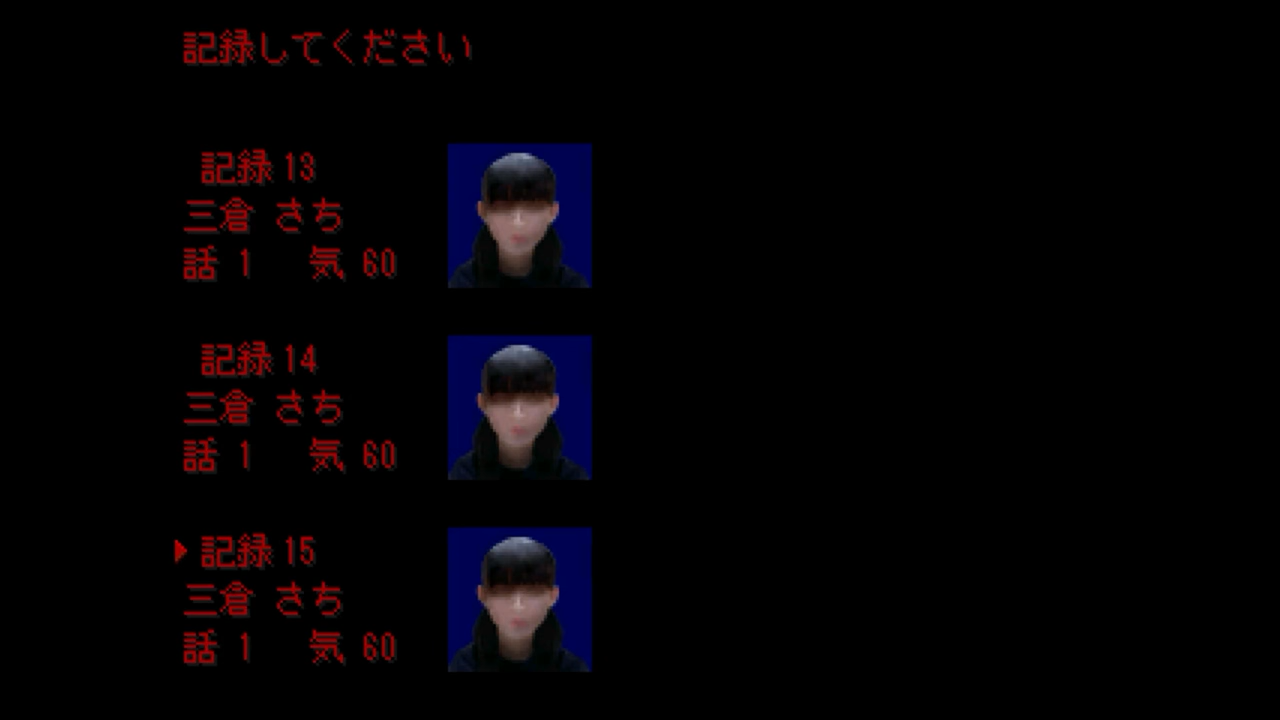 記録してください
記録 13
三倉 さち
話 1 気 60
記録 14
三倉 さち
話 1 気 60
記録 15
三倉 さち
話 1 気 60